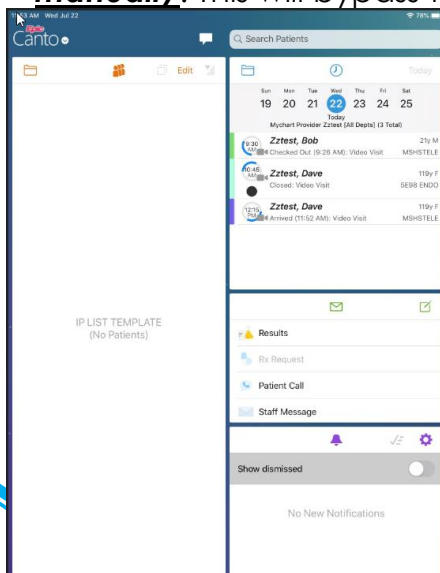 manually. This will bypass
11:53 AM Wed Jul 22
78%
Epic
Canto
Search Patients
Edit
Today
Sun Mon Tue Wed Thu Fri Sat
19 20 21 22 23 24 25
Today
Mychart Provider Zztest [All Depts] (3 Total)
9:30 AM
Zztest, Bob
21y M
Checked Out (9:26 AM): Video Visit
MSHSTELE
10:45 AM
Zztest, Dave
119y F
Closed: Video Visit
5E98 ENDO
12:15 PM
Zztest, Dave
119y F
Arrived (11:52 AM): Video Visit
MSHSTELE
IP LIST TEMPLATE
(No Patients)
Results
Rx Request
Patient Call
Staff Message
Show dismissed
No New Notifications